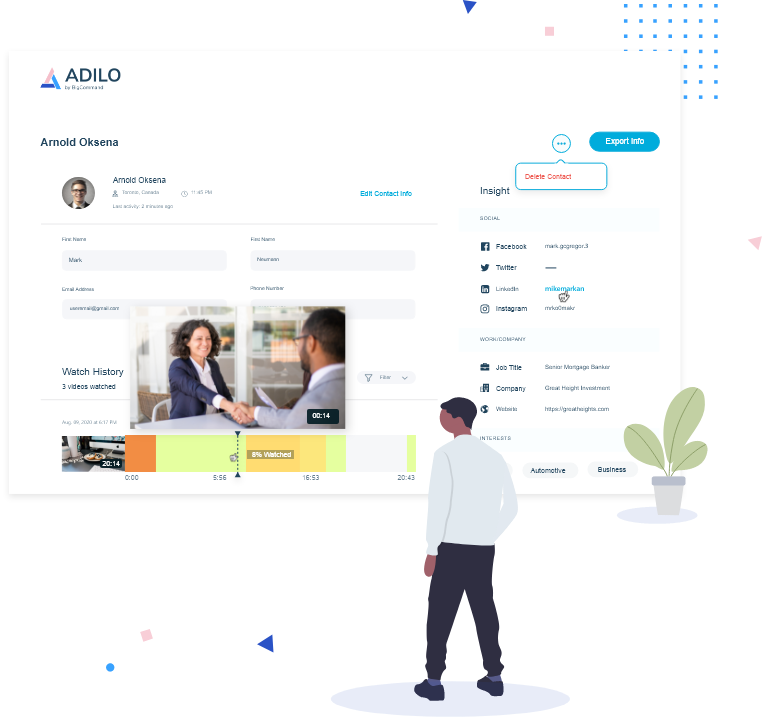 ADILO
by BigCommand
Arnold Oksena
Export Info
Delete Contact
Arnold Oksena
Toronto, Canada
11:45 PM
Last activity, 2 minutes ago
Edit Contact Info
Insight
SOCIAL
First Name
First Name
Mark
Newman
Facebook
mark.gcgregor.3
Twitter
Email Address
Phone Number
LinkedIn
mikemarkan
useremail@gmail.com
Instagram
WORK/COMPANY
Watch History
3 videos watched
Filter
Job Title
Senior Mortgage Banker
Company
Great Height Investment
Website
https://greatheights.com
00:14
Aug. 09, 2020 at 6:17 PM
INTERESTS
20:14
8% Watched
Automotive
Business
0:00
5:56
16:53
20:43